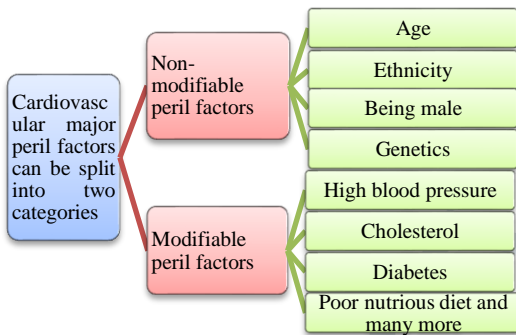 Cardiovasc
ular major
peril factors
can be split
into two
categories
Non-
modifiable
peril factors
Age
Ethnicity
Being male
Genetics
Modifiable
peril factors
High blood pressure
Cholesterol
Diabetes
Poor nutrious diet and
many more